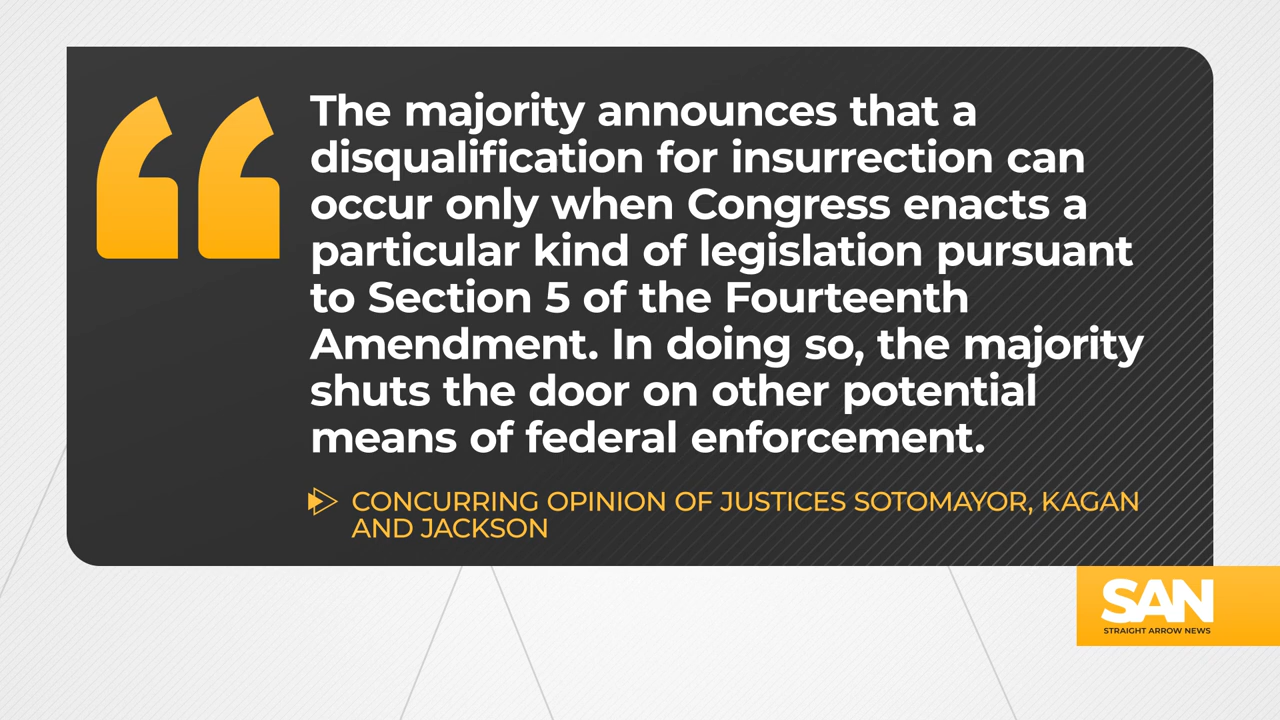 The majority announces that a
disqualification for insurrection can
occur only when Congress enacts a
particular kind of legislation pursuant
to Section 5 of the Fourteenth
Amendment. In doing so, the majority
shuts the door on other potential
means of federal enforcement.
CONCURRING OPINION OF JUSTICES SOTOMAYOR, KAGAN
AND JACKSON
SAN
STRAIGHT ARROW NEWS